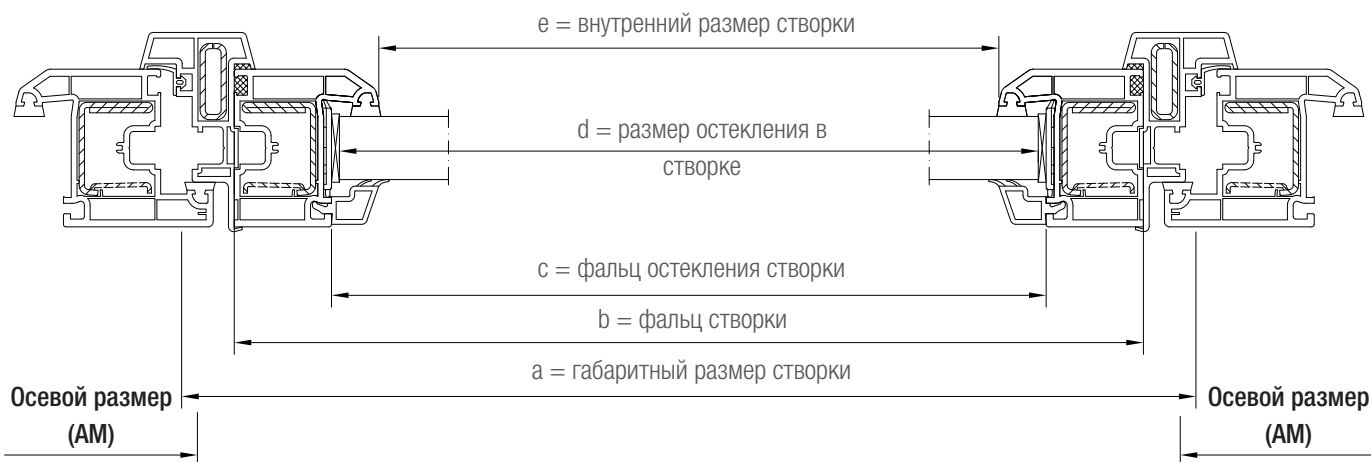 e = внутренний размер створки
d = размер остекления в
створке
c = фальц остекления створки
b = фальц створки
a = габаритный размер створки
Осевой размер
(AM)
Осевой размер
(AM)